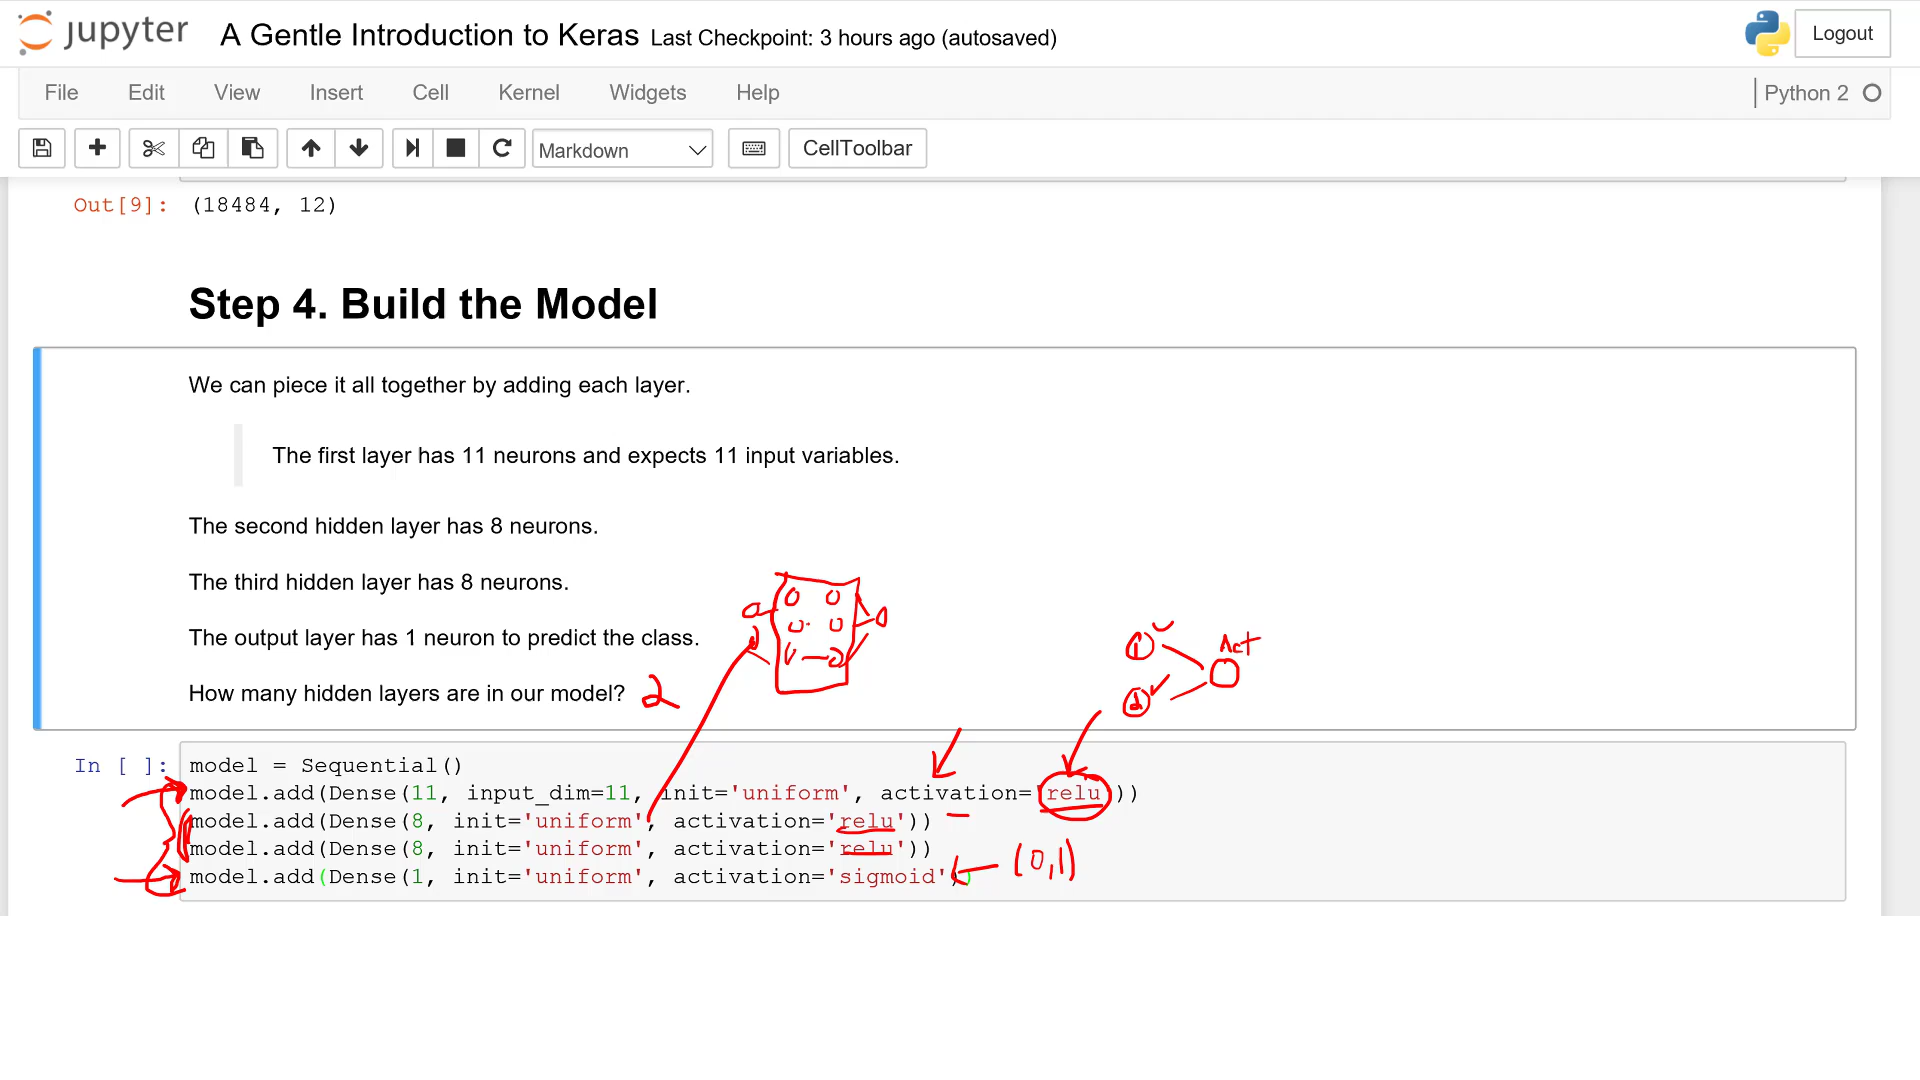 jupyter A Gentle Introduction to Keras Last Checkpoint: 3 hours ago (autosaved) Logout
File Edit View Insert Cell Kernel Widgets Help Python 2
Markdown CellToolbar
Out[9]: (18484, 12)
Step 4. Build the Model
We can piece it all together by adding each layer.
The first layer has 11 neurons and expects 11 input variables.
The second hidden layer has 8 neurons.
The third hidden layer has 8 neurons.
The output layer has 1 neuron to predict the class.
How many hidden layers are in our model? 2
1 Act
2
In [ ]: model = Sequential()
model.add(Dense(11, input_dim=11, init='uniform', activation='relu'))
model.add(Dense(8, init='uniform', activation='relu'))
model.add(Dense(8, init='uniform', activation='relu'))
model.add(Dense(1, init='uniform', activation='sigmoid')) (0,1)